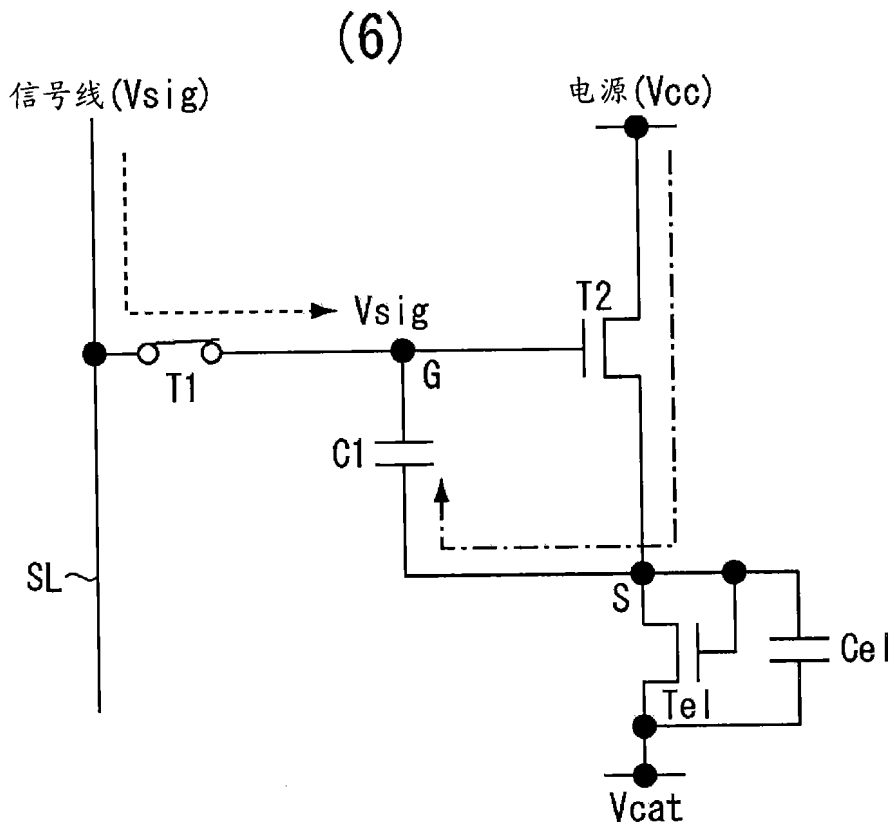 (6)
信号线(Vsig)
电源(Vcc)
T2
Vsig
T1
G
C1
SL
S
Cel
Tel
Vcat